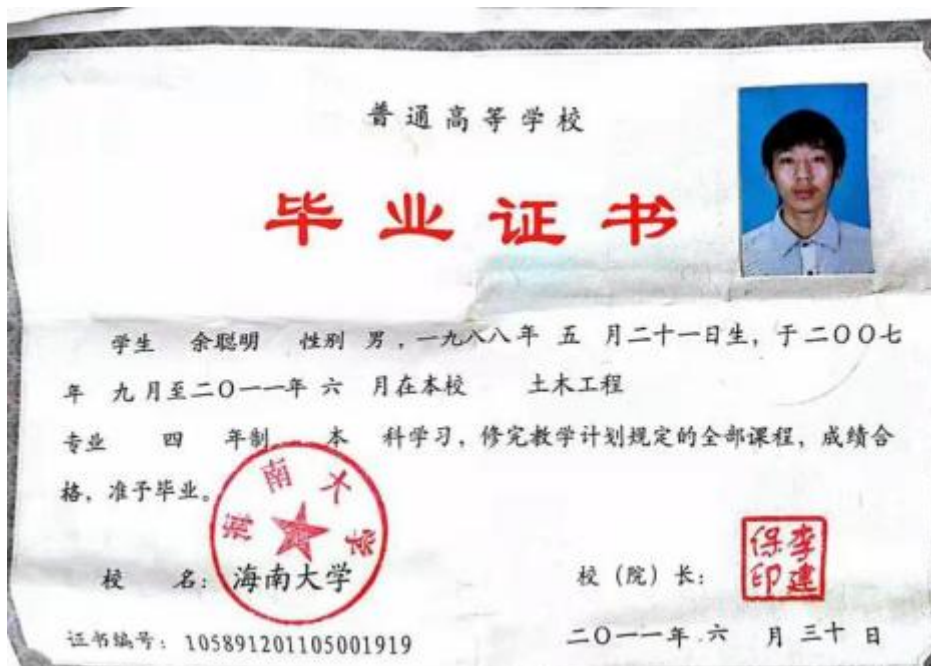 普通高等学校
毕业证书
学生 余聪明 性别 男，一九八八年 五 月二十一日生，于二〇〇七
年 九月至二〇一一年 六 月在本校 土木工程
专业 四 年制 本 科学习，修完教学计划规定的全部课程，成绩合
格，准予毕业。
海南大学
校 名：海南大学
校（院）长：
李建保印
证书编号：105891201105001919
二〇一一年 六 月 三十 日